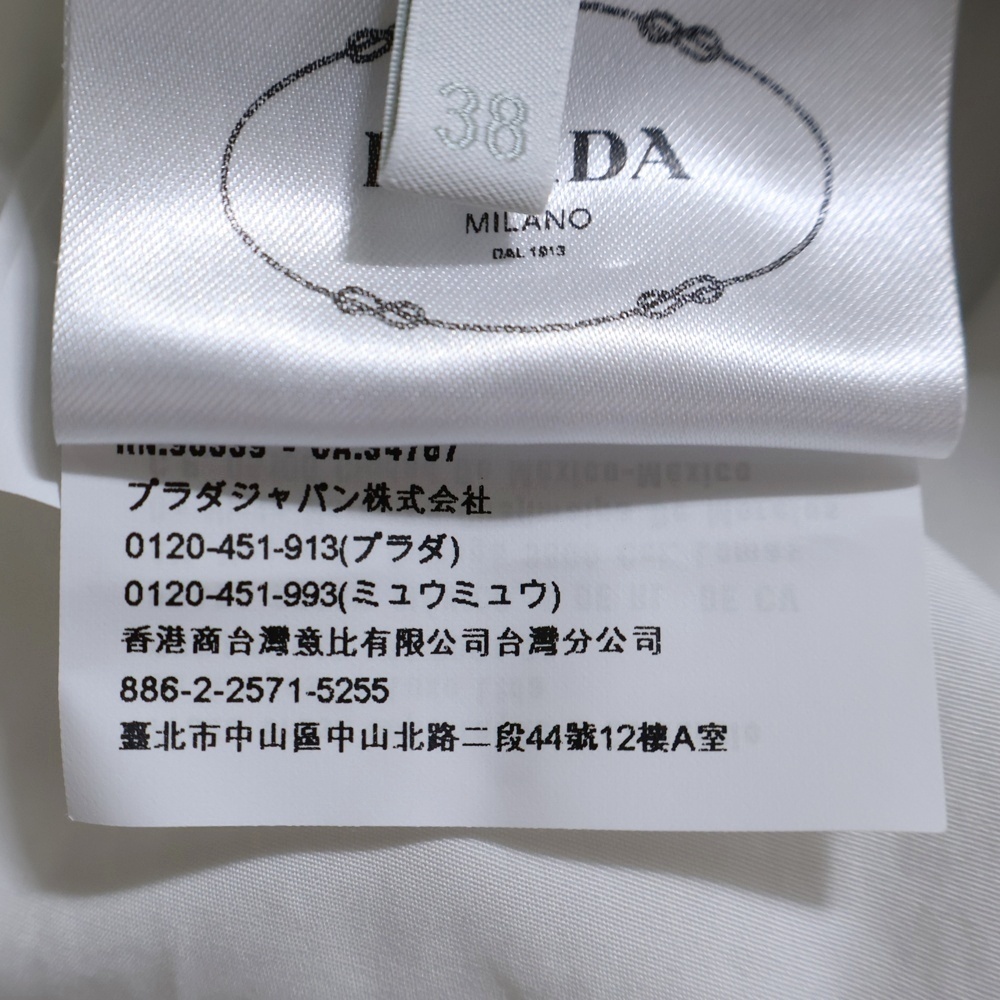 38
DA
MILANO
DAL 1913
プラダジャパン株式会社
0120-451-913(プラダ)
0120-451-993(ミュウミュウ)
香港商台灣意比有限公司台灣分公司
886-2-2571-5255
臺北市中山區中山北路二段44號12樓A室